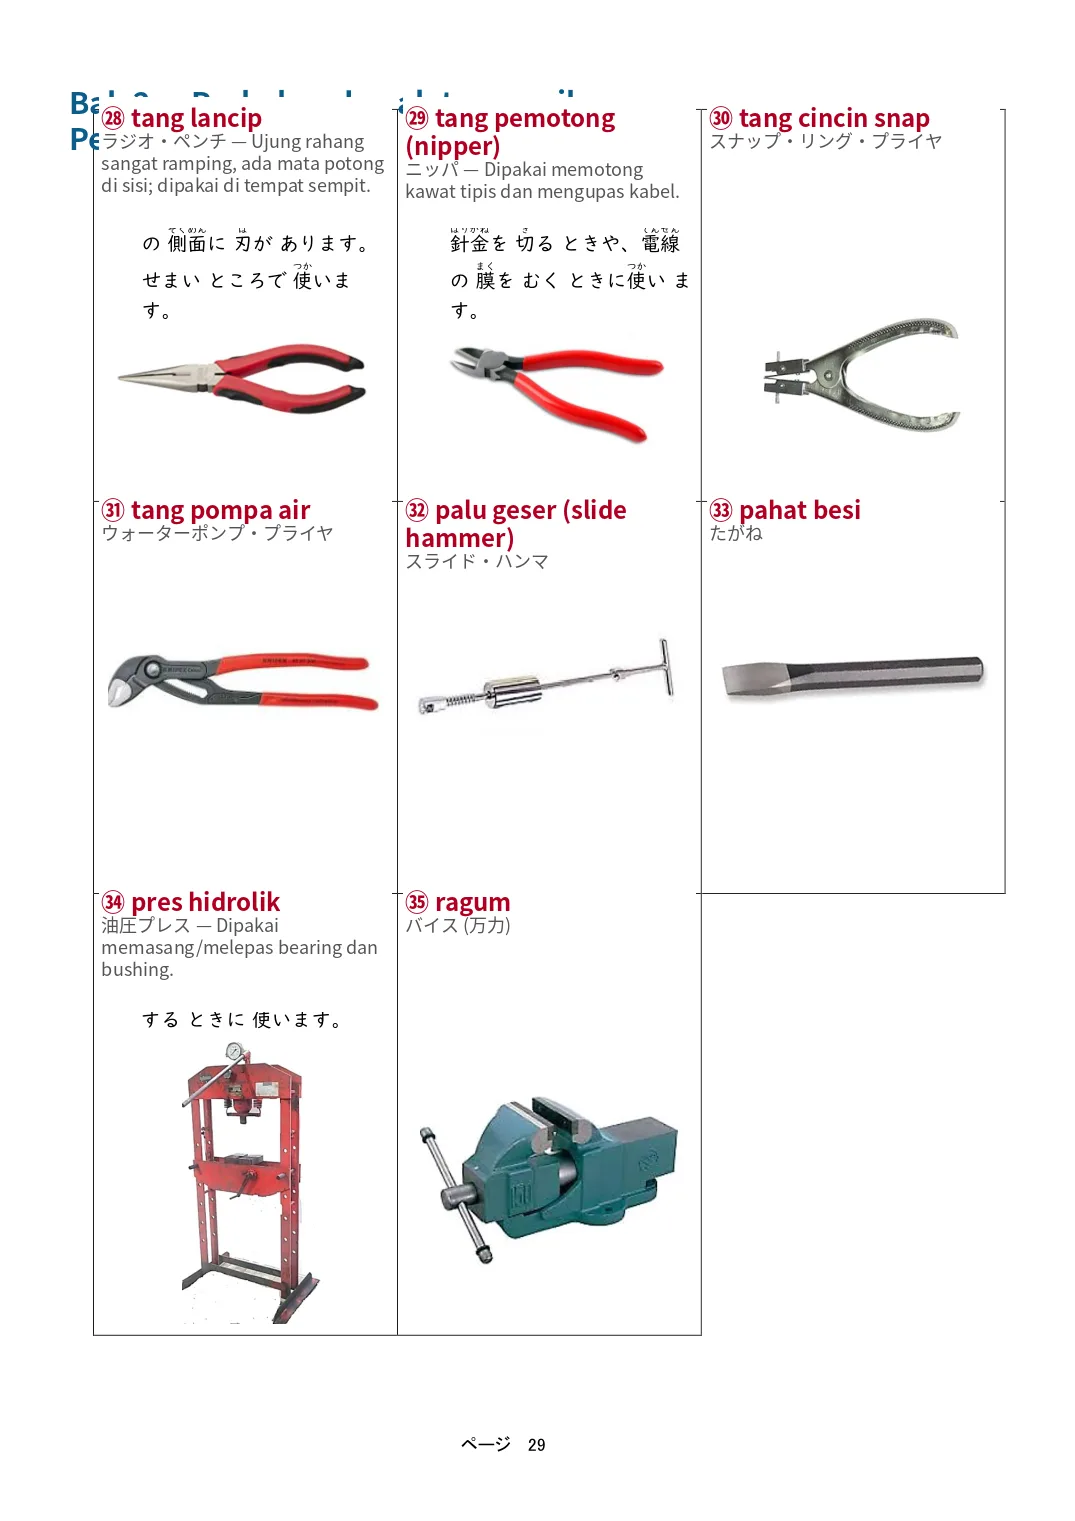 ㉘ tang lancip
ラジオ・ペンチ — Ujung rahang
sangat ramping, ada mata potong
di sisi; dipakai di tempat sempit.
の 側面に 刃が あります。
せまい ところで 使いま
す。
㉙ tang pemotong
(nipper)
ニッパ — Dipakai memotong
kawat tipis dan mengupas kabel.
針金を 切る ときや、電線
の 膜を むく ときに使い ま
す。
㉚ tang cincin snap
スナップ・リング・プライヤ
㉛ tang pompa air
ウォーターポンプ・プライヤ
㉜ palu geser (slide
hammer)
スライド・ハンマ
㉝ pahat besi
たがね
㉞ pres hidrolik
油圧プレス — Dipakai
memasang/melepas bearing dan
bushing.
する ときに 使います。
㉟ ragum
バイス (万力)
ページ 29